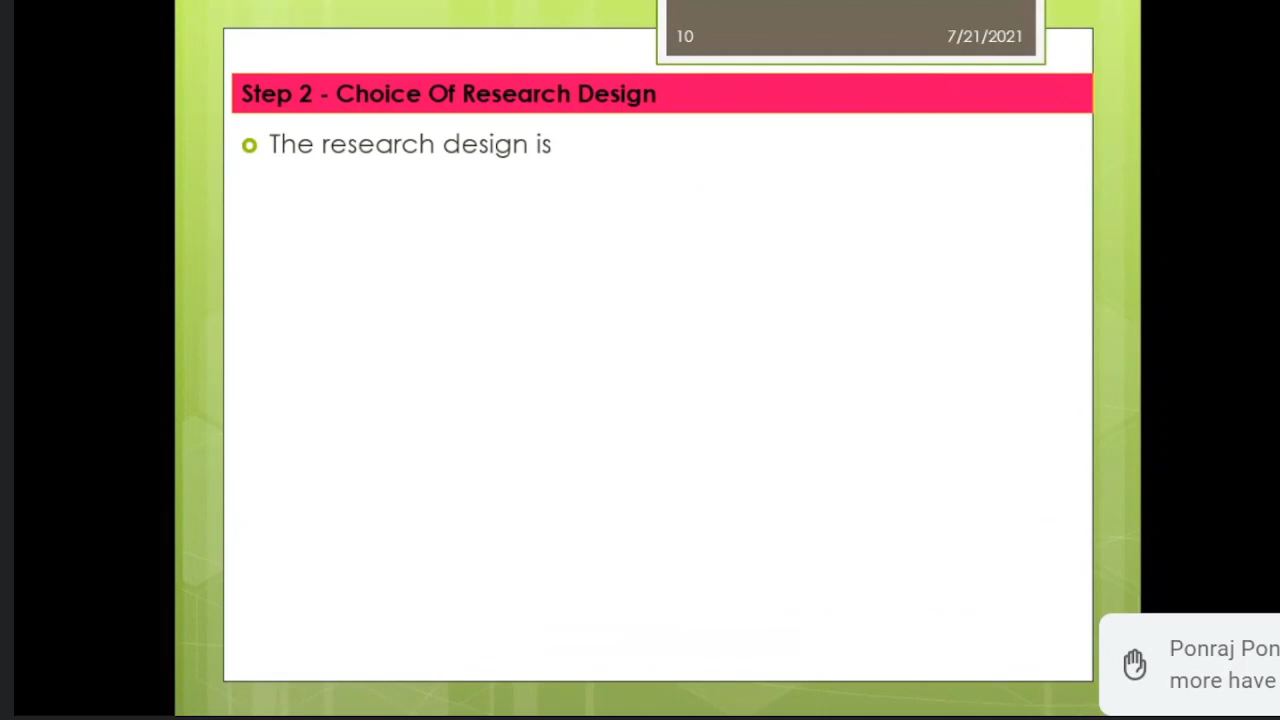 10 7/21/2021
Step 2 - Choice Of Research Design
The research design is
Ponraj Pon
more have